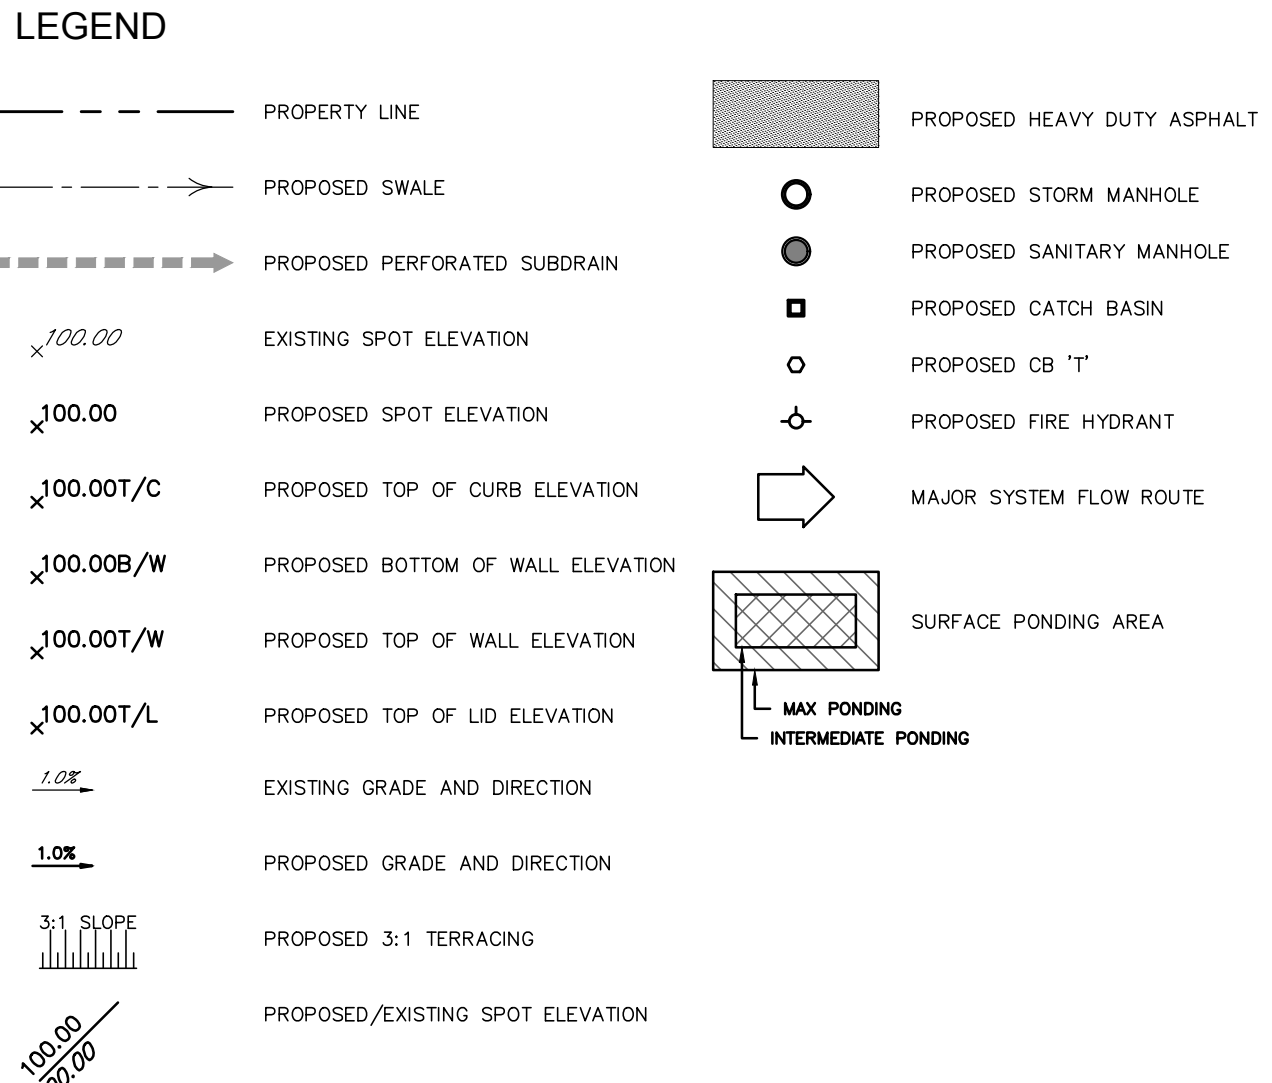 LEGEND
PROPERTY LINE
PROPOSED SWALE
PROPOSED PERFORATED SUBDRAIN
100.00 EXISTING SPOT ELEVATION
100.00 PROPOSED SPOT ELEVATION
100.00T/C PROPOSED TOP OF CURB ELEVATION
100.00B/W PROPOSED BOTTOM OF WALL ELEVATION
100.00T/W PROPOSED TOP OF WALL ELEVATION
100.00T/L PROPOSED TOP OF LID ELEVATION
1.0% EXISTING GRADE AND DIRECTION
1.0% PROPOSED GRADE AND DIRECTION
3:1 SLOPE PROPOSED 3:1 TERRACING
100.00 PROPOSED/EXISTING SPOT ELEVATION
PROPOSED HEAVY DUTY ASPHALT
PROPOSED STORM MANHOLE
PROPOSED SANITARY MANHOLE
PROPOSED CATCH BASIN
PROPOSED CB 'T'
PROPOSED FIRE HYDRANT
MAJOR SYSTEM FLOW ROUTE
SURFACE PONDING AREA
MAX PONDING
INTERMEDIATE PONDING